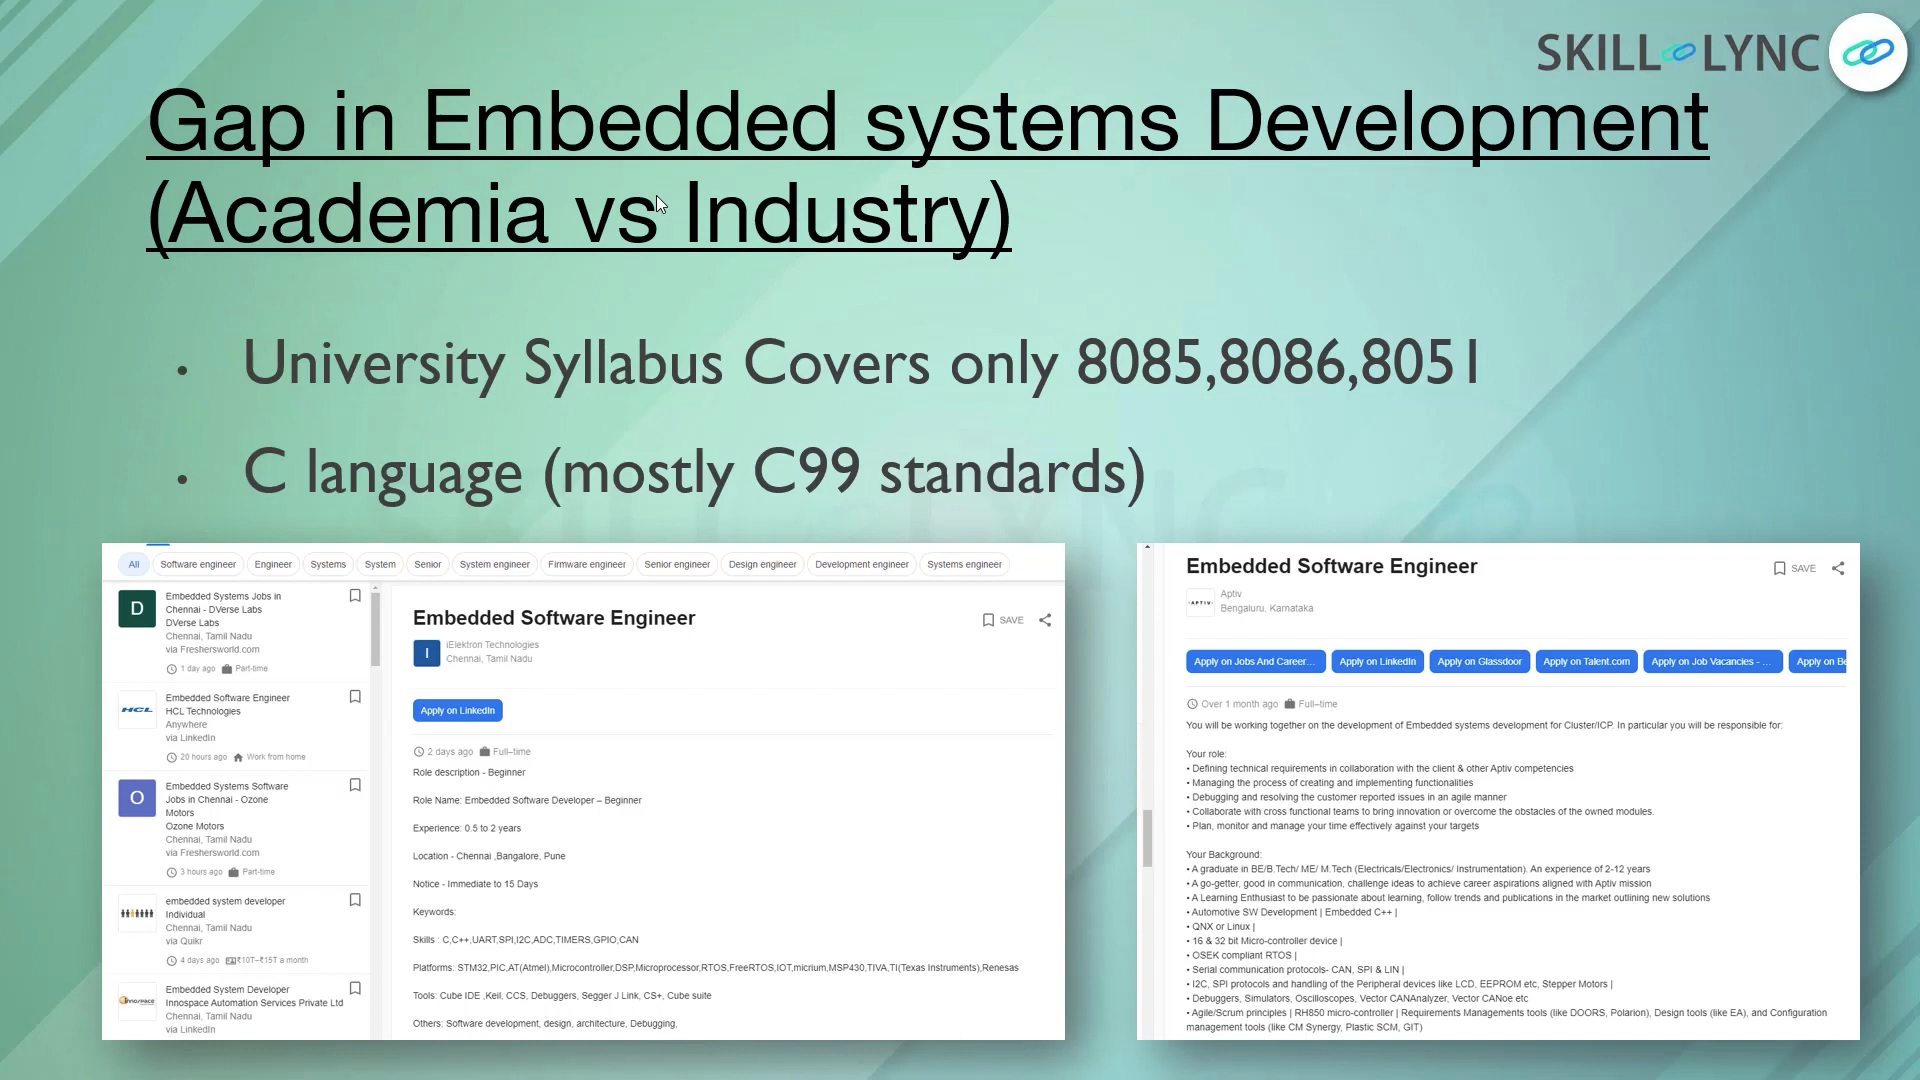 SKILL LYNC
Gap in Embedded systems Development
(Academia vs Industry)
• University Syllabus Covers only 8085,8086,8051
• C language (mostly C99 standards)
All Software engineer Engineer Systems System Senior System engineer Firmware engineer Senior engineer Design engineer Development engineer Systems engineer
D
Embedded Systems Jobs in
Chennai - DVerse Labs
DVerse Labs
Chennai, Tamil Nadu
via Freshersworld.com
1 day ago Part-time
HCL
Embedded Software Engineer
HCL Technologies
Anywhere
via LinkedIn
20 hours ago Work from home
O
Embedded Systems Software
Jobs in Chennai - Ozone
Motors
Ozone Motors
Chennai, Tamil Nadu
via Freshersworld.com
3 hours ago Part-time
embedded system developer
Individual
Chennai, Tamil Nadu
via Quikr
4 days ago ₹10T–₹15T a month
Embedded System Developer
Innospace Automation Services Private Ltd
Chennai, Tamil Nadu
via LinkedIn
Embedded Software Engineer
SAVE
I
iElektron Technologies
Chennai, Tamil Nadu
Apply on LinkedIn
2 days ago Full–time
Role description - Beginner
Role Name: Embedded Software Developer – Beginner
Experience: 0.5 to 2 years
Location - Chennai ,Bangalore, Pune
Notice - Immediate to 15 Days
Keywords:
Skills : C,C++,UART,SPI,I2C,ADC,TIMERS,GPIO,CAN
Platforms: STM32,PIC,AT(Atmel),Microcontroller,DSP,Microprocessor,RTOS,FreeRTOS,IOT,micrium,MSP430,TIVA,TI(Texas Instruments),Renesas
Tools: Cube IDE ,Keil, CCS, Debuggers, Segger J Link, CS+, Cube suite
Others: Software development, design, architecture, Debugging,
Embedded Software Engineer
SAVE
• APTIV •
Aptiv
Bengaluru, Karnataka
Apply on Jobs And Career... Apply on LinkedIn Apply on Glassdoor Apply on Talent.com Apply on Job Vacancies - ... Apply on Be
Over 1 month ago Full–time
You will be working together on the development of Embedded systems development for Cluster/ICP. In particular you will be responsible for:
Your role:
• Defining technical requirements in collaboration with the client & other Aptiv competencies
• Managing the process of creating and implementing functionalities
• Debugging and resolving the customer reported issues in an agile manner
• Collaborate with cross functional teams to bring innovation or overcome the obstacles of the owned modules.
• Plan, monitor and manage your time effectively against your targets
Your Background:
• A graduate in BE/B.Tech/ ME/ M.Tech (Electricals/Electronics/ Instrumentation). An experience of 2-12 years
• A go-getter, good in communication, challenge ideas to achieve career aspirations aligned with Aptiv mission
• A Learning Enthusiast to be passionate about learning, follow trends and publications in the market outlining new solutions
• Automotive SW Development | Embedded C++ |
• QNX or Linux |
• 16 & 32 bit Micro-controller device |
• OSEK compliant RTOS |
• Serial communication protocols- CAN, SPI & LIN |
• I2C, SPI protocols and handling of the Peripheral devices like LCD, EEPROM etc, Stepper Motors |
• Debuggers, Simulators, Oscilloscopes, Vector CANAnalyzer, Vector CANoe etc
• Agile/Scrum principles | RH850 micro-controller | Requirements Managements tools (like DOORS, Polarion), Design tools (like EA), and Configuration
management tools (like CM Synergy, Plastic SCM, GIT)